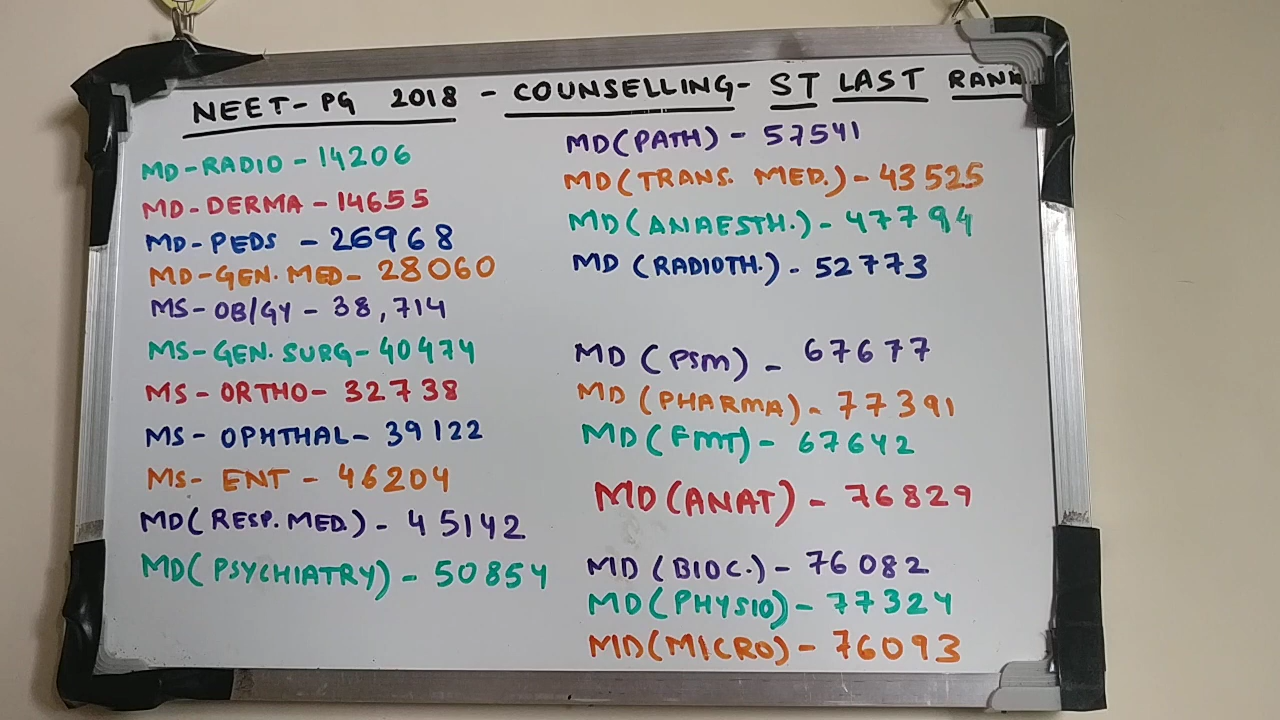 NEET-PG 2018 - COUNSELLING- ST LAST RANK
MD-RADIO - 14206
MD-DERMA - 14655
MD-PEDS - 26968
MD-GEN.MED- 28060
MS-OB/GY - 38,714
MS-GEN.SURG-40474
MS-ORTHO- 32738
MS-OPHTHAL- 39122
MS- ENT - 46204
MD(RESP.MED.) - 45142
MD(PSYCHIATRY) - 50854
MD(PATH) - 57541
MD(TRANS. MED.) - 43525
MD(ANAESTH.) - 47794
MD (RADIOTH.) - 52773
MD (PSM) - 67677
MD (PHARMA) - 77391
MD(FMT) - 67642
MD(ANAT) - 76829
MD (BIOC.) - 76082
MD(PHYSIO) - 77324
MD(MICRO) - 76093